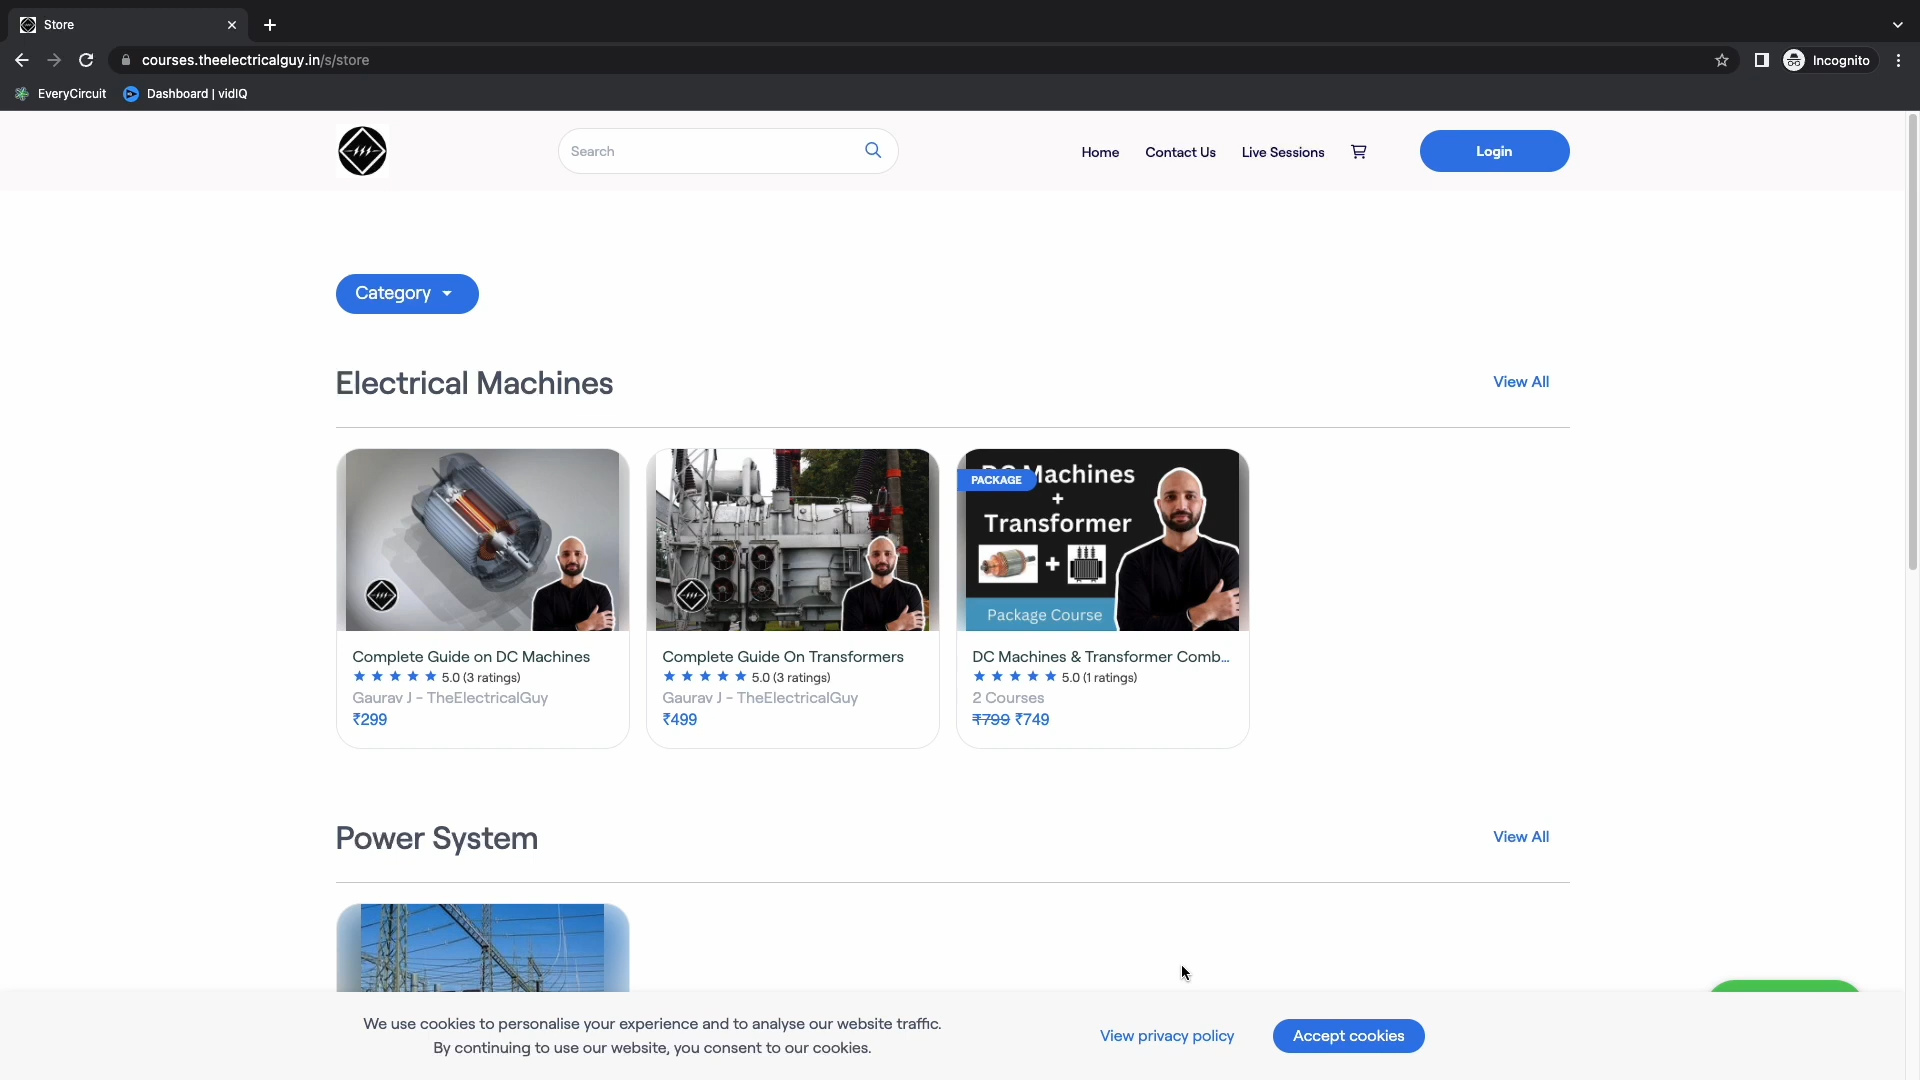 Store
courses.theelectricalguy.in/s/store
Incognito
EveryCircuit
Dashboard | vidIQ
Search
Home
Contact Us
Live Sessions
Login
Category
Electrical Machines
View All
PACKAGE
DC Machines
+
Transformer
+
Package Course
Complete Guide on DC Machines
5.0 (3 ratings)
Gaurav J - TheElectricalGuy
₹299
Complete Guide On Transformers
5.0 (3 ratings)
Gaurav J - TheElectricalGuy
₹499
DC Machines & Transformer Comb...
5.0 (1 ratings)
2 Courses
₹799 ₹749
Power System
View All
We use cookies to personalise your experience and to analyse our website traffic.
By continuing to use our website, you consent to our cookies.
View privacy policy
Accept cookies